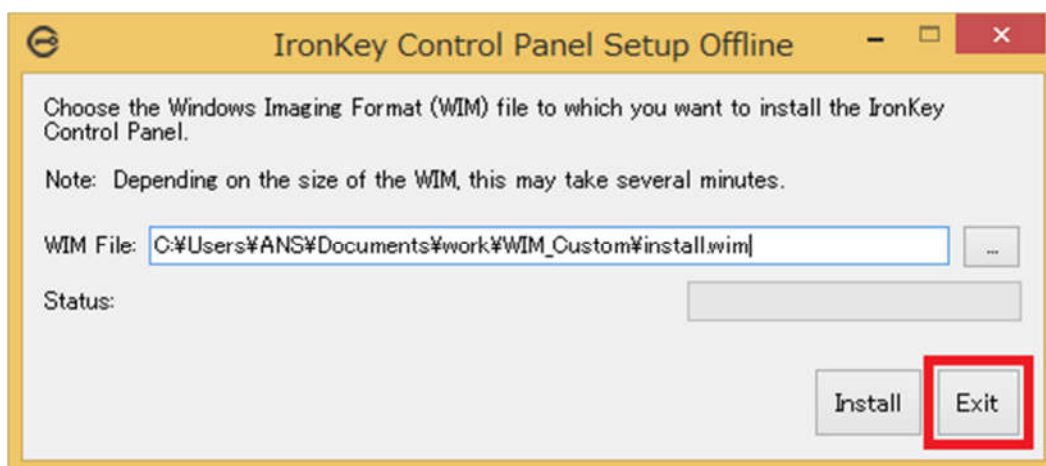 IronKey Control Panel Setup Offline
Choose the Windows Imaging Format (WIM) file to which you want to install the IronKey
Control Panel.
Note: Depending on the size of the WIM, this may take several minutes.
WIM File: C:¥Users¥ANS¥Documents¥work¥WIM_Custom¥install.wim ...
Status:
Install Exit